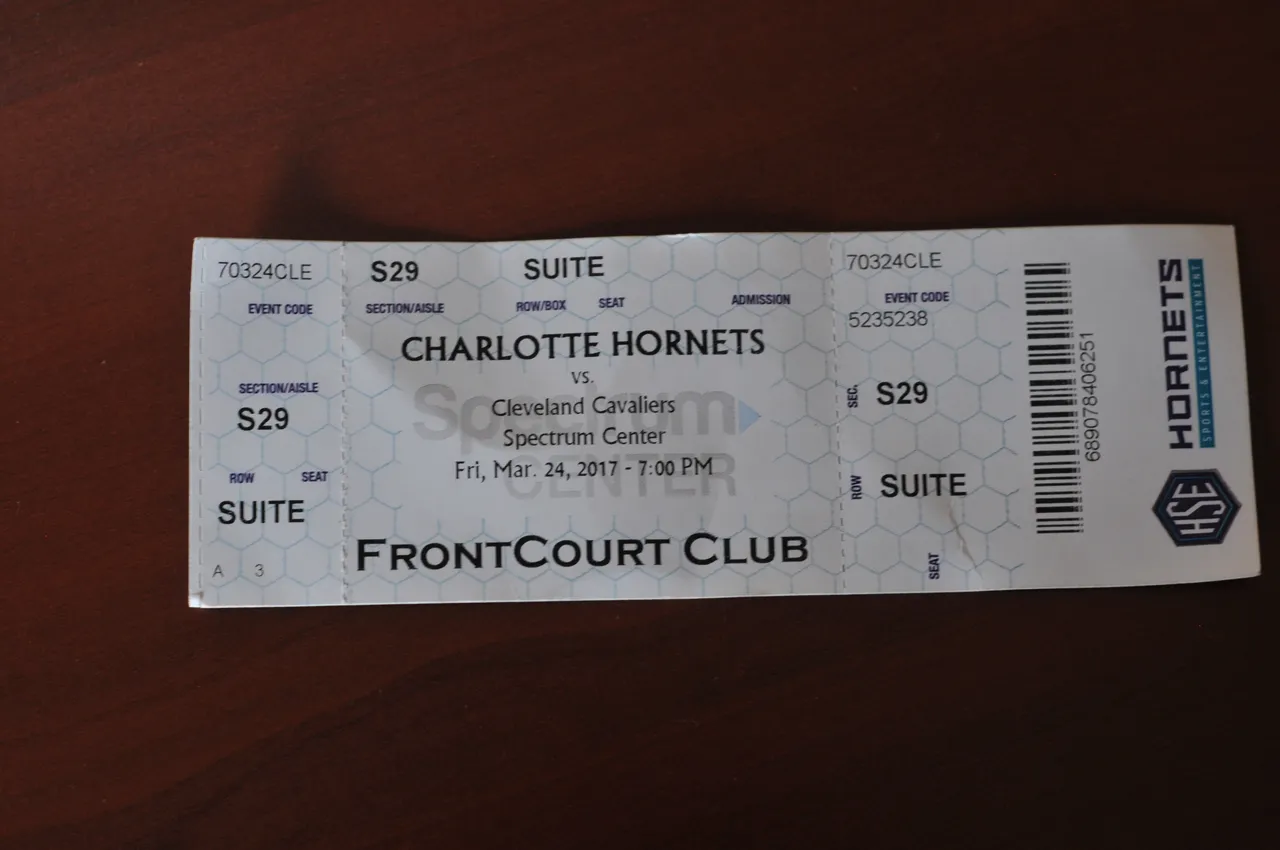 70324CLE
EVENT CODE
SECTION/AISLE
S29
ROW SEAT
SUITE
A 3
S29 SUITE
SECTION/AISLE ROW/BOX SEAT ADMISSION
CHARLOTTE HORNETS
VS.
Cleveland Cavaliers
Spectrum Center
Fri, Mar. 24, 2017 - 7:00 PM
Spectrum
CENTER
FRONTCOURT CLUB
70324CLE
EVENT CODE
5235238
SEC. S29
ROW SUITE
SEAT
689078406251
HORNETS
SPORTS & ENTERTAINMENT
HSE